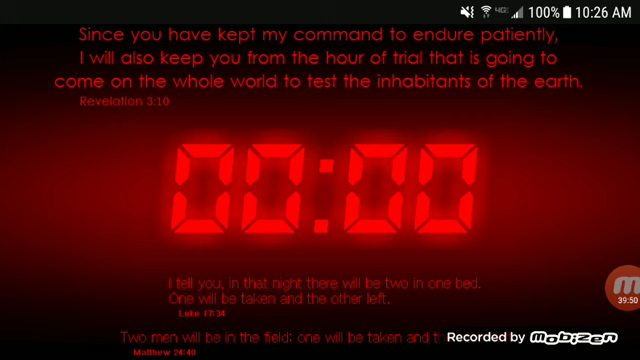 4G 100% 10:26 AM
Since you have kept my command to endure patiently,
I will also keep you from the hour of trial that is going to
come on the whole world to test the inhabitants of the earth.
Revelation 3:10
00:00
I tell you, in that night there will be two in one bed.
One will be taken and the other left.
Luke 17:34
39:50
Two men will be in the field; one will be taken and
Recorded by mobizen
Matthew 24:40